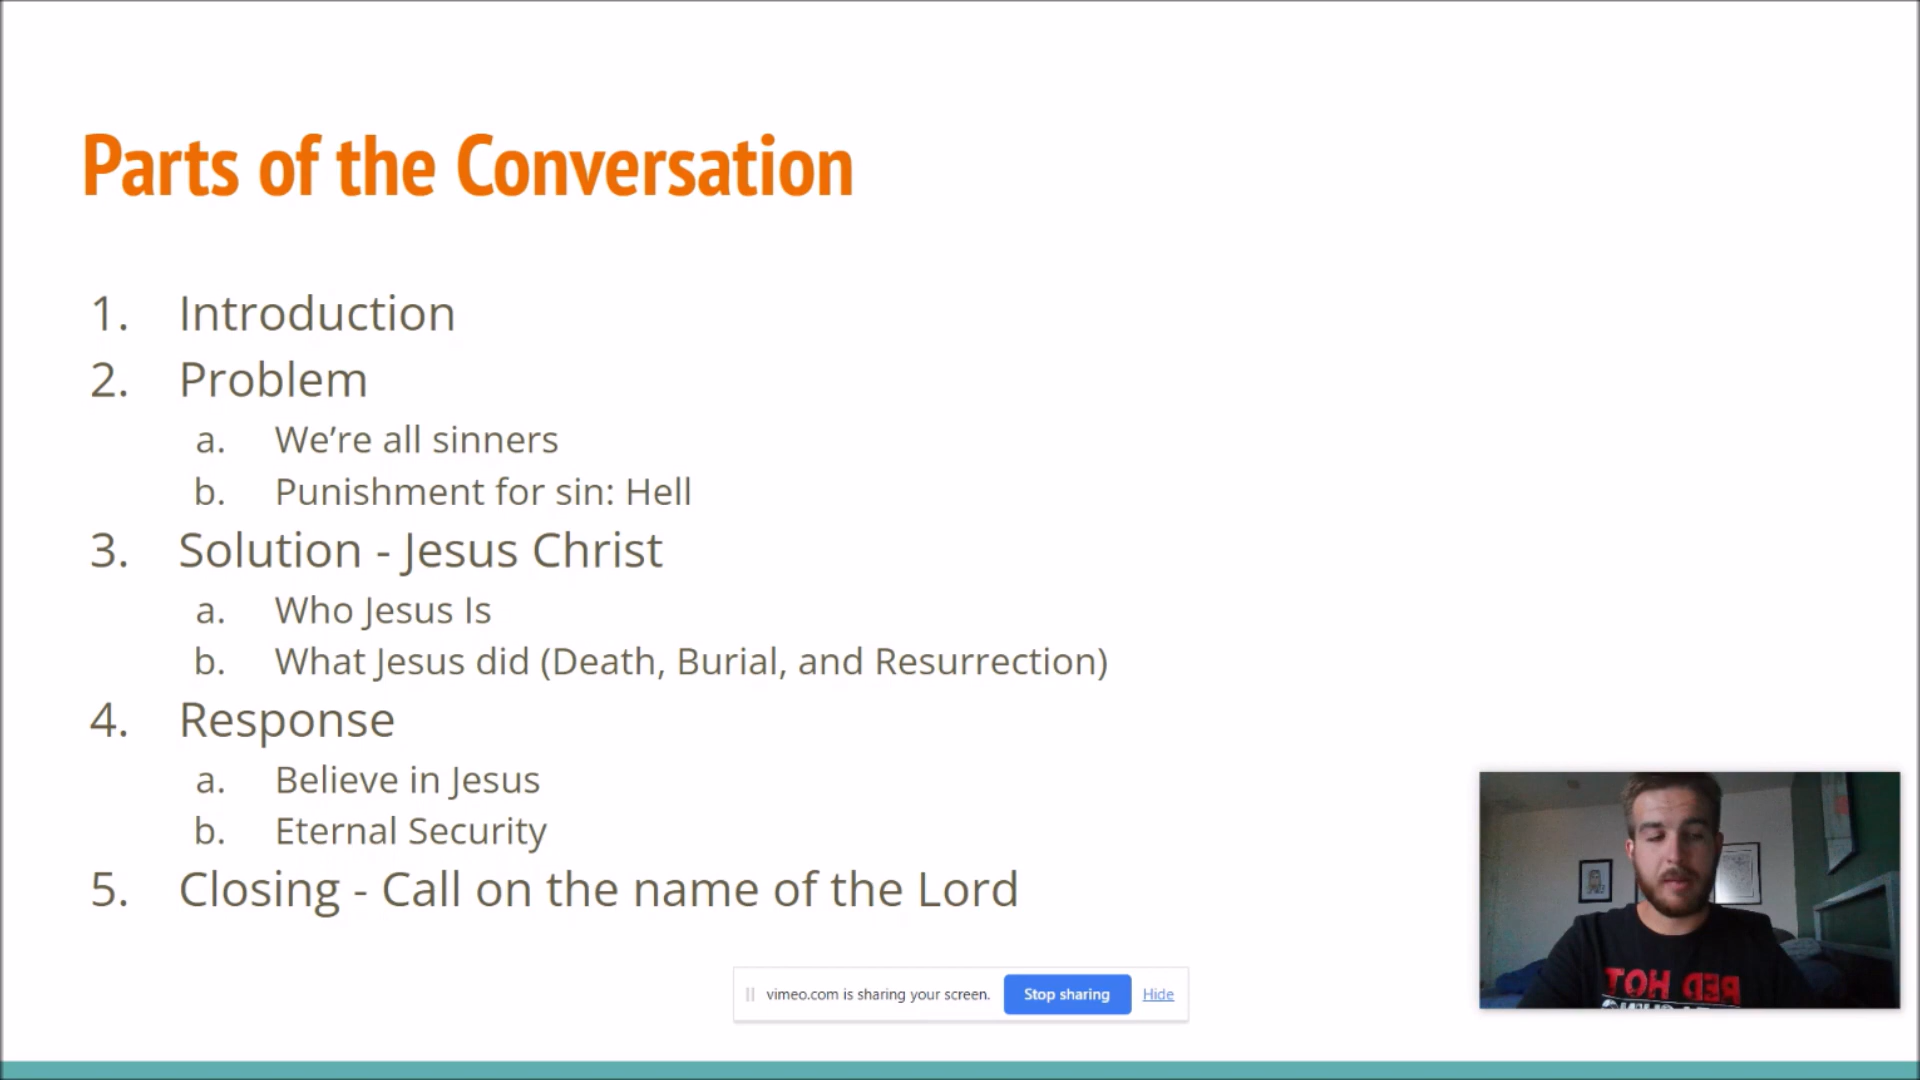 Parts of the Conversation
1. Introduction
2. Problem
a. We’re all sinners
b. Punishment for sin: Hell
3. Solution - Jesus Christ
a. Who Jesus Is
b. What Jesus did (Death, Burial, and Resurrection)
4. Response
a. Believe in Jesus
b. Eternal Security
5. Closing - Call on the name of the Lord
vimeo.com is sharing your screen. Stop sharing Hide
RED HOT